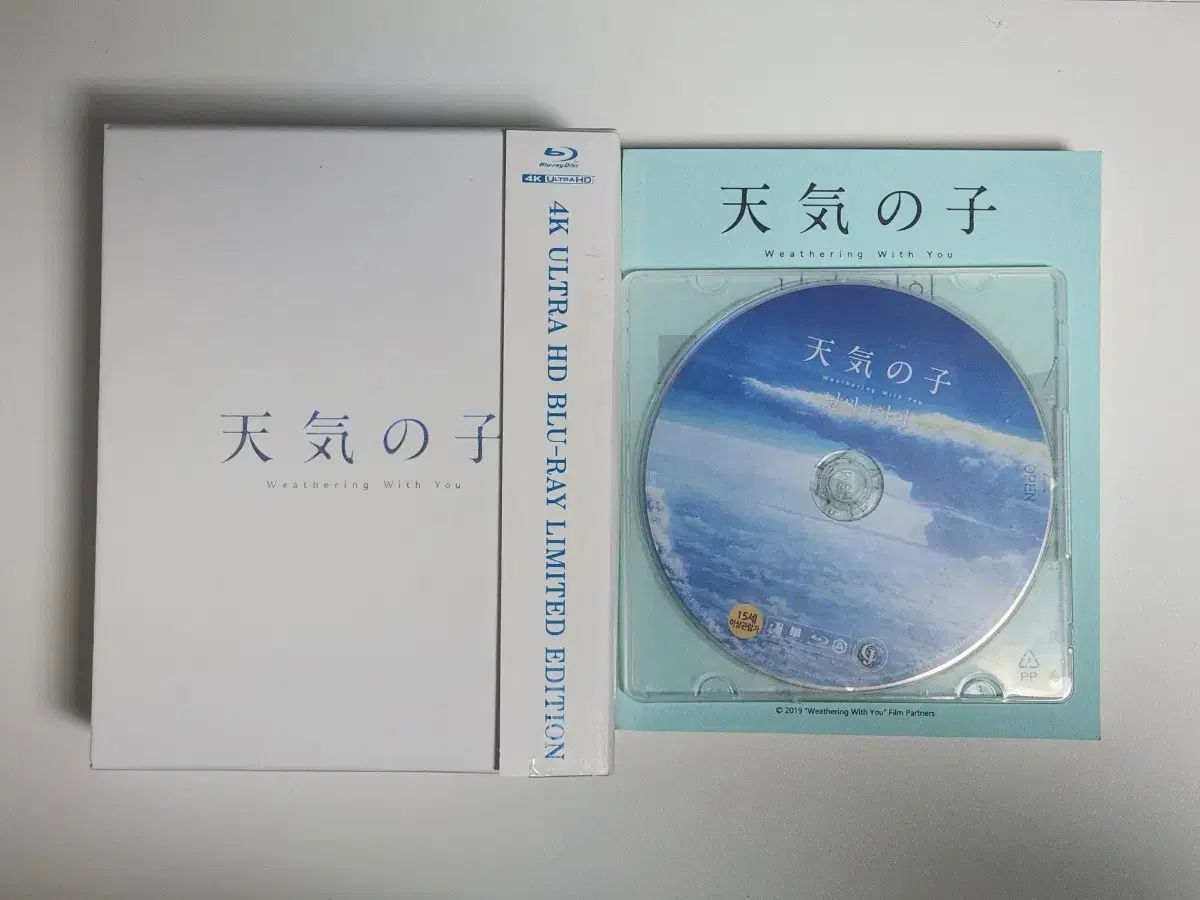 天気の子
Weathering With You
Blu-ray Disc
4K ULTRA HD
4K ULTRA HD BLU-RAY LIMITED EDITION
天気の子
Weathering With You
天気の子
Weathering With You
날씨의 아이
OPEN
15세
이상관람가
PP
© 2019 "Weathering With You" Film Partners